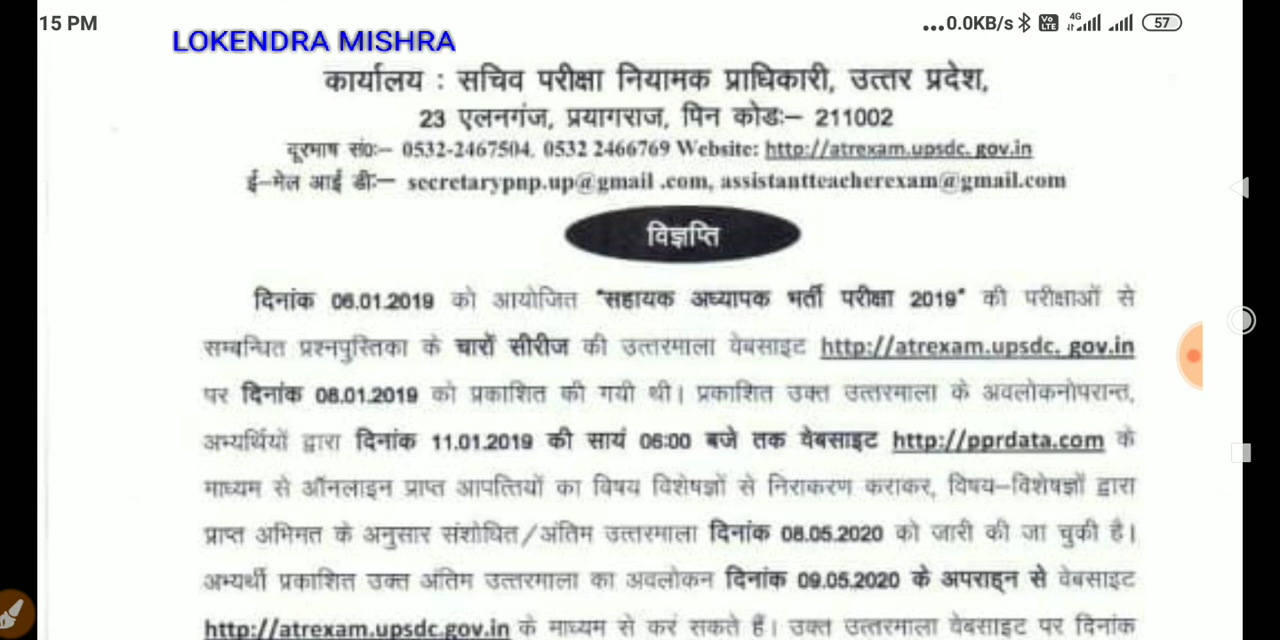 15 PM
...0.0KB/s 4G Vo LTE 57
LOKENDRA MISHRA
कार्यालय : सचिव परीक्षा नियामक प्राधिकारी, उत्तर प्रदेश,
23 एलनगंज, प्रयागराज, पिन कोडः– 211002
दूरभाष सं०ः– 0532-2467504, 0532 2466769 Website: http://atrexam.upsdc. gov.in
ई–मेल आई डीः– secretarypnp.up@gmail .com, assistantteacherexam@gmail.com
विज्ञप्ति
दिनांक 06.01.2019 को आयोजित "सहायक अध्यापक भर्ती परीक्षा 2019" की परीक्षाओं से
सम्बन्धित प्रश्नपुस्तिका के चारों सीरीज की उत्तरमाला वेबसाइट http://atrexam.upsdc. gov.in
पर दिनांक 08.01.2019 को प्रकाशित की गयी थी। प्रकाशित उक्त उत्तरमाला के अवलोकनोपरान्त,
अभ्यर्थियों द्वारा दिनांक 11.01.2019 की सायं 06:00 बजे तक वेबसाइट http://pprdata.com के
माध्यम से ऑनलाइन प्राप्त आपत्तियों का विषय विशेषज्ञों से निराकरण कराकर, विषय–विशेषज्ञों द्वारा
प्राप्त अभिमत के अनुसार संशोधित/अंतिम उत्तरमाला दिनांक 08.05.2020 को जारी की जा चुकी है।
अभ्यर्थी प्रकाशित उक्त अंतिम उत्तरमाला का अवलोकन दिनांक 09.05.2020 के अपराह्न से वेबसाइट
http://atrexam.upsdc.gov.in के माध्यम से कर सकते हैं। उक्त उत्तरमाला वेबसाइट पर दिनांक